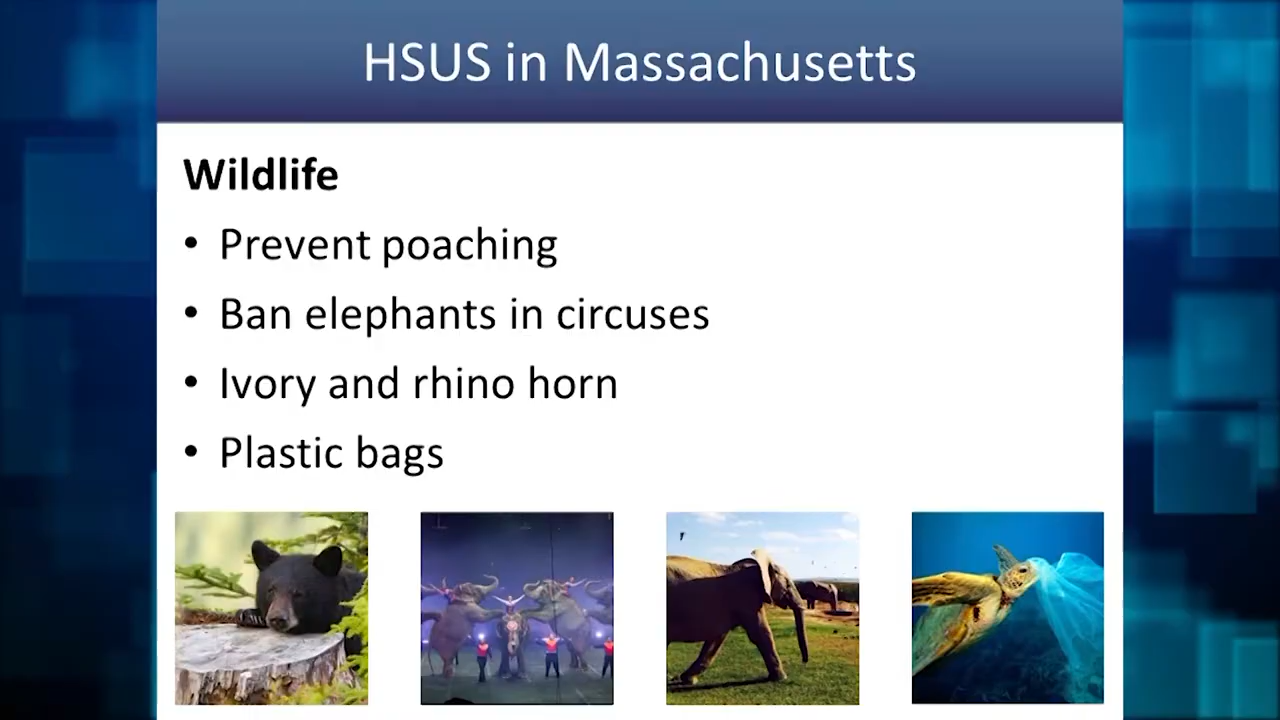 HSUS in Massachusetts
Wildlife
• Prevent poaching
• Ban elephants in circuses
• Ivory and rhino horn
• Plastic bags